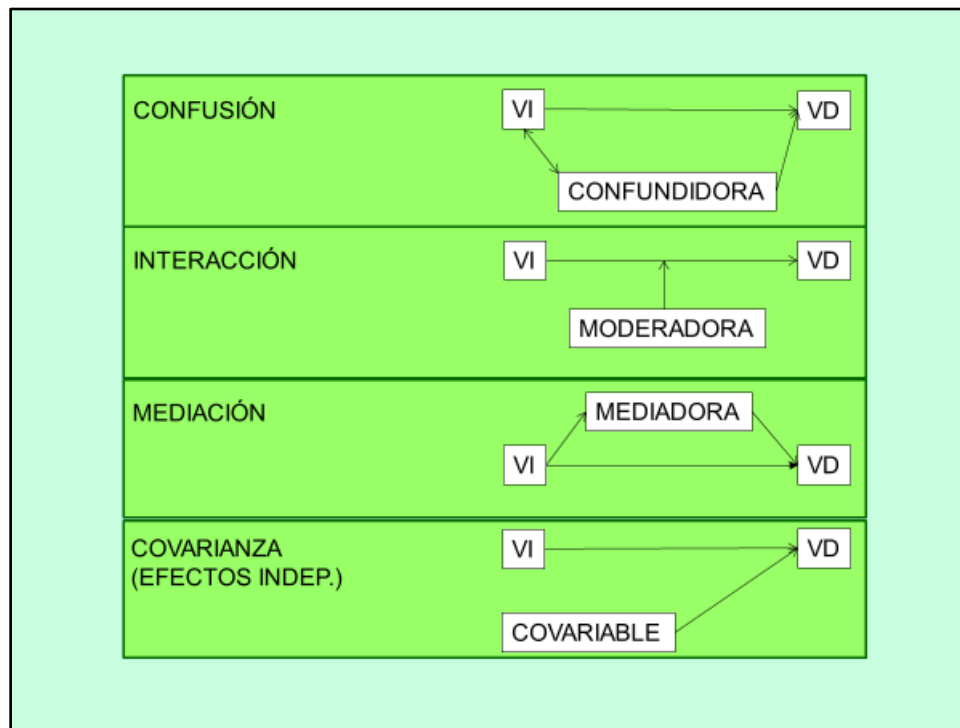 CONFUSIÓN
VI
VD
CONFUNDIDORA
INTERACCIÓN
VI
VD
MODERADORA
MEDIACIÓN
MEDIADORA
VI
VD
COVARIANZA
(EFECTOS INDEP.)
VI
VD
COVARIABLE